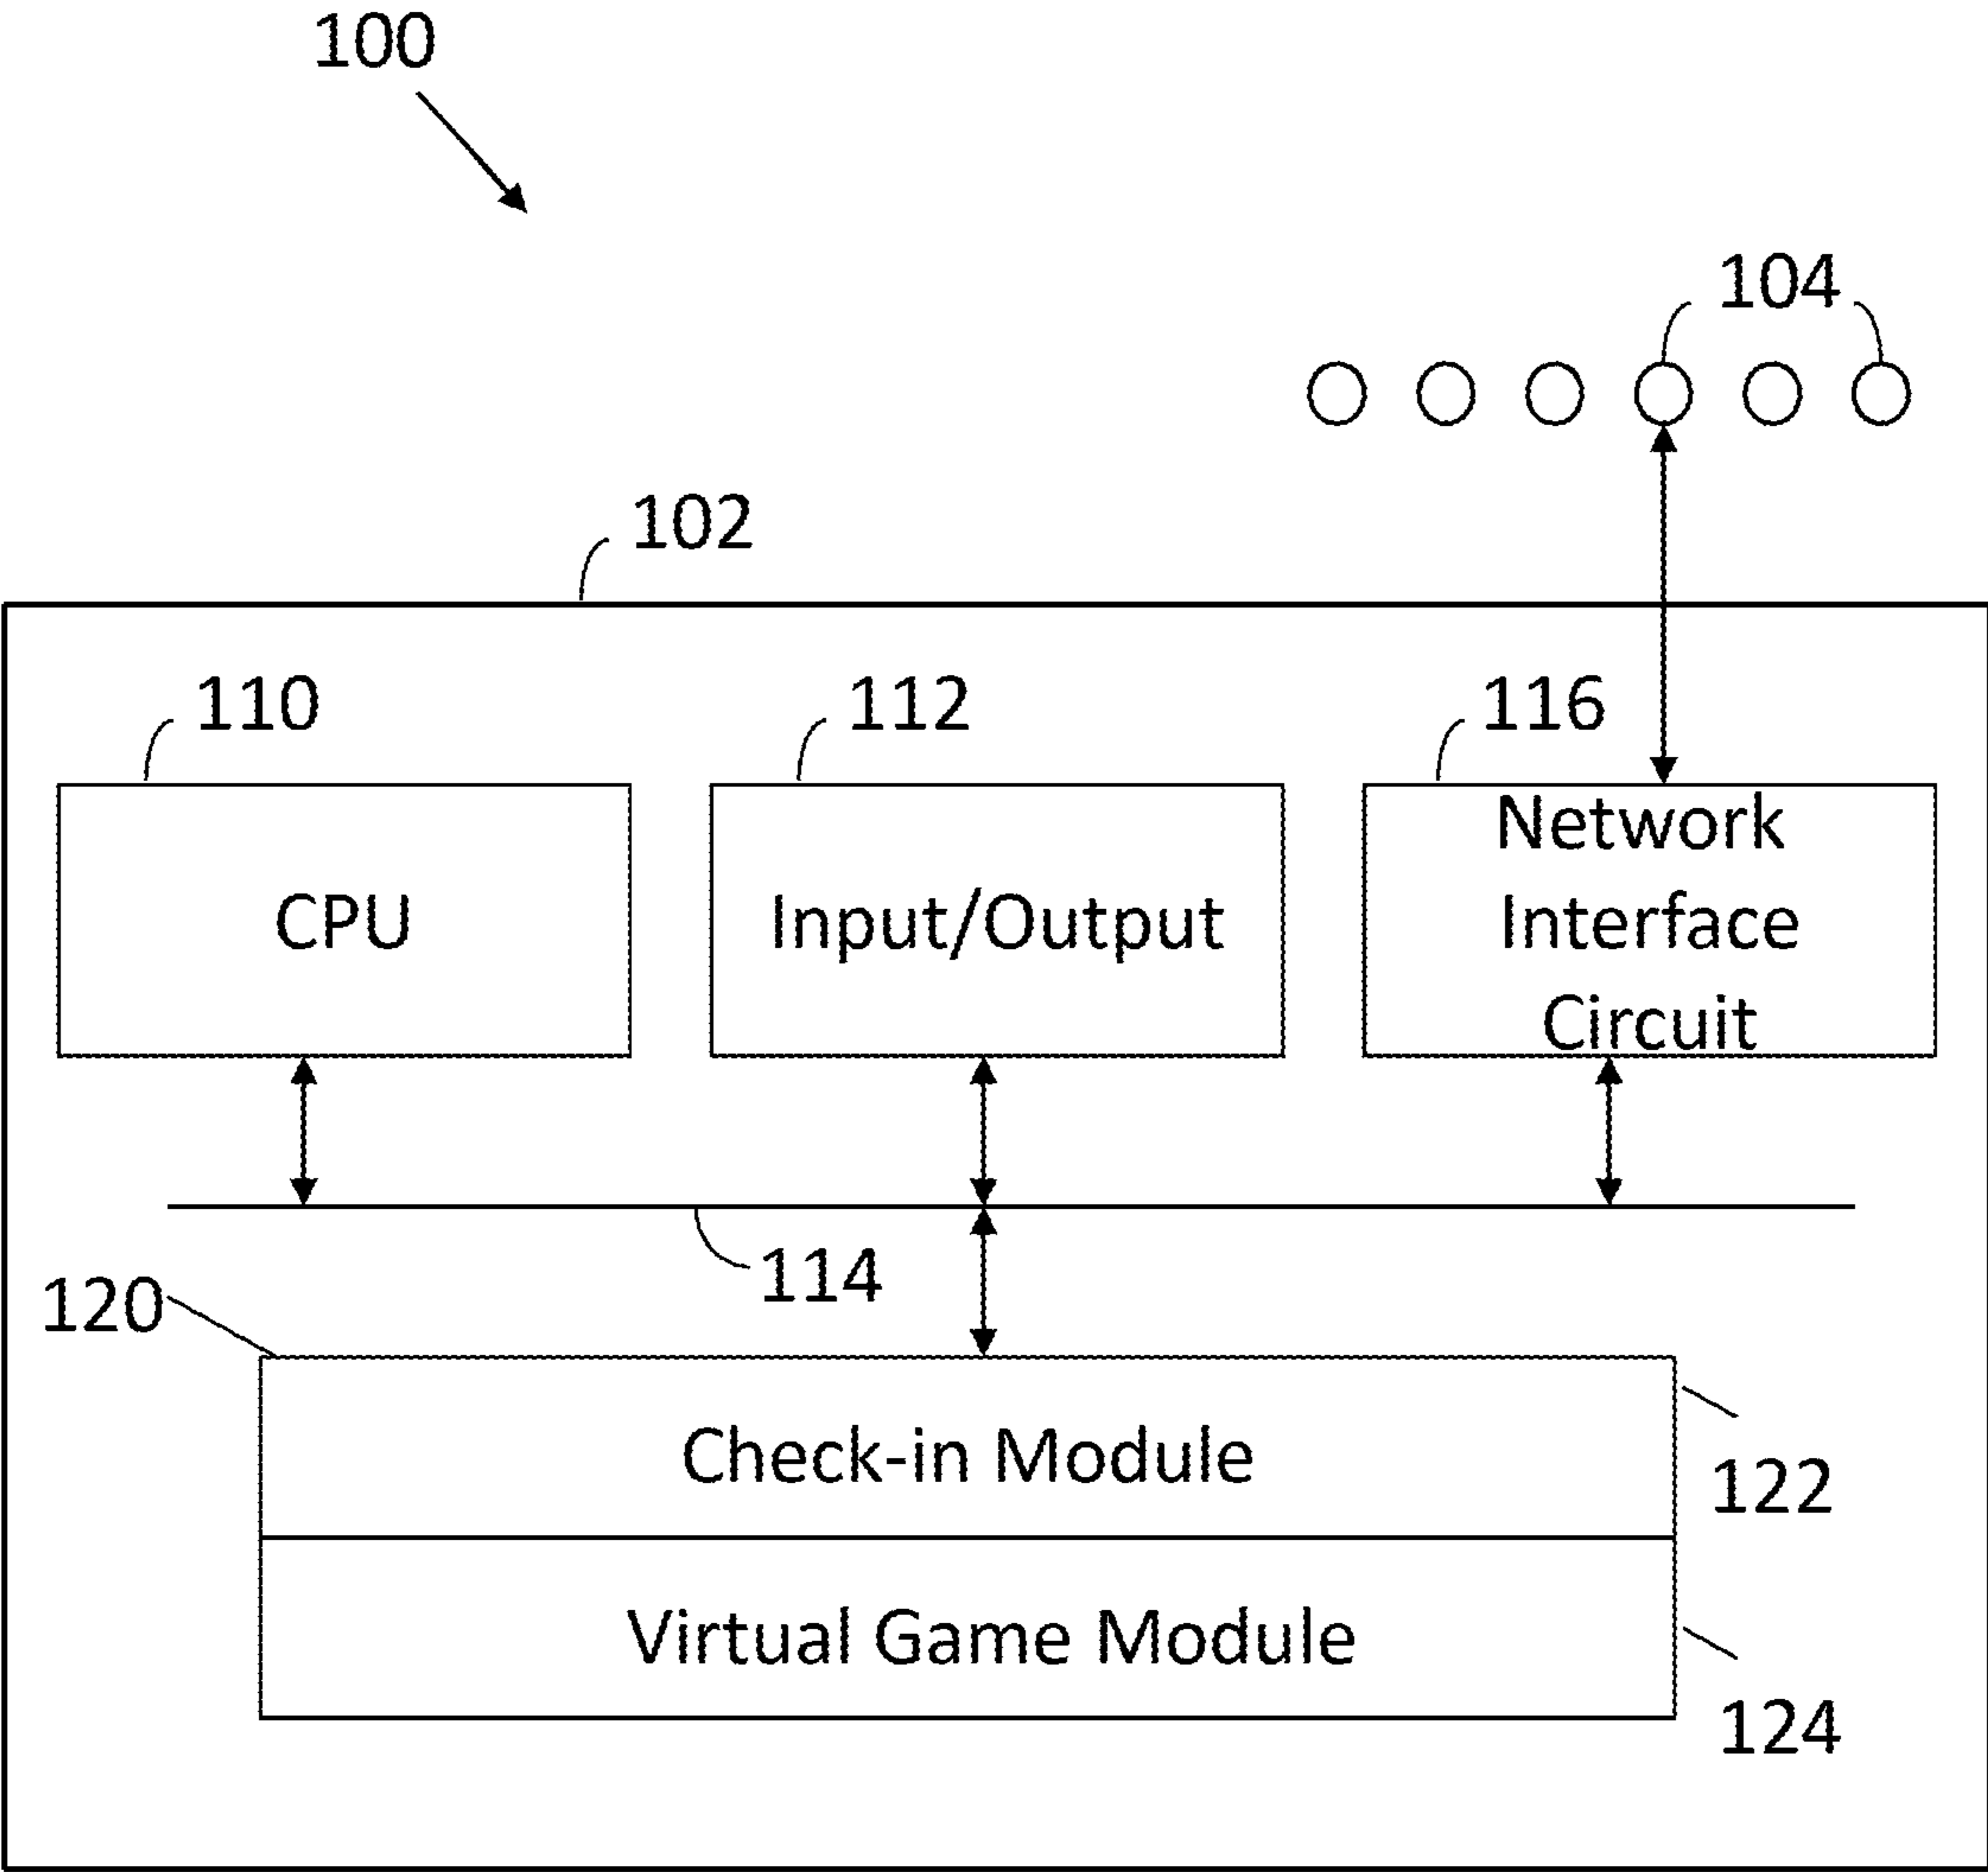 100
104
102
110
112
116
CPU
Input/Output
Network
Interface
Circuit
114
120
Check-in Module
122
Virtual Game Module
124